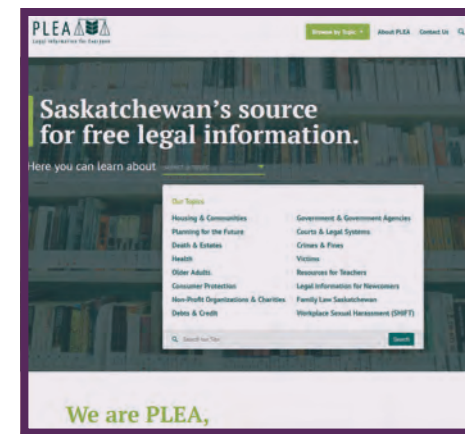 PLEA
Legal Information for Everyone
Browse by Topic
About PLEA
Contact Us
Saskatchewan's source
for free legal information.
Here you can learn about
Our Topics
Housing & Communities
Planning for the Future
Death & Estates
Health
Older Adults
Consumer Protection
Non-Profit Organizations & Charities
Debts & Credit
Government & Government Agencies
Courts & Legal Systems
Crimes & Fines
Victims
Resources for Teachers
Legal Information for Newcomers
Family Law Saskatchewan
Workplace Sexual Harassment (SHIFT)
Search our Site
Search
We are PLEA,